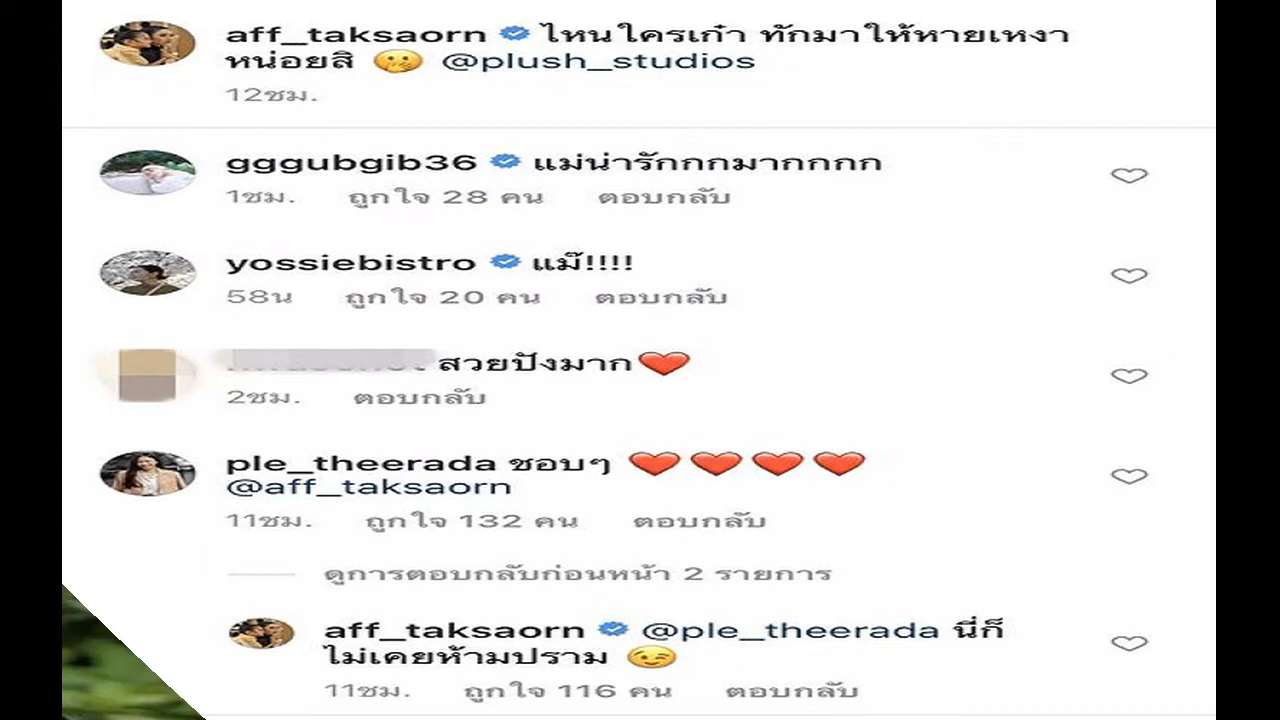 aff_taksaorn ไหนใครเก๋า ทักมาให้หายเหงา
หน่อยสิ 🤭 @plush_studios
12ชม.
gggubgib36 แม่น่ารักกกมากกกก
1ชม. ถูกใจ 28 คน ตอบกลับ
yossiebistro แม๊!!!!
58น ถูกใจ 20 คน ตอบกลับ
สวยปังมาก❤️
2ชม. ตอบกลับ
ple_theerada ชอบๆ ❤️❤️❤️❤️
@aff_taksaorn
11ชม. ถูกใจ 132 คน ตอบกลับ
ดูการตอบกลับก่อนหน้า 2 รายการ
aff_taksaorn @ple_theerada นี่ก็
ไม่เคยห้ามปราม 😉
11ชม. ถูกใจ 116 คน ตอบกลับ